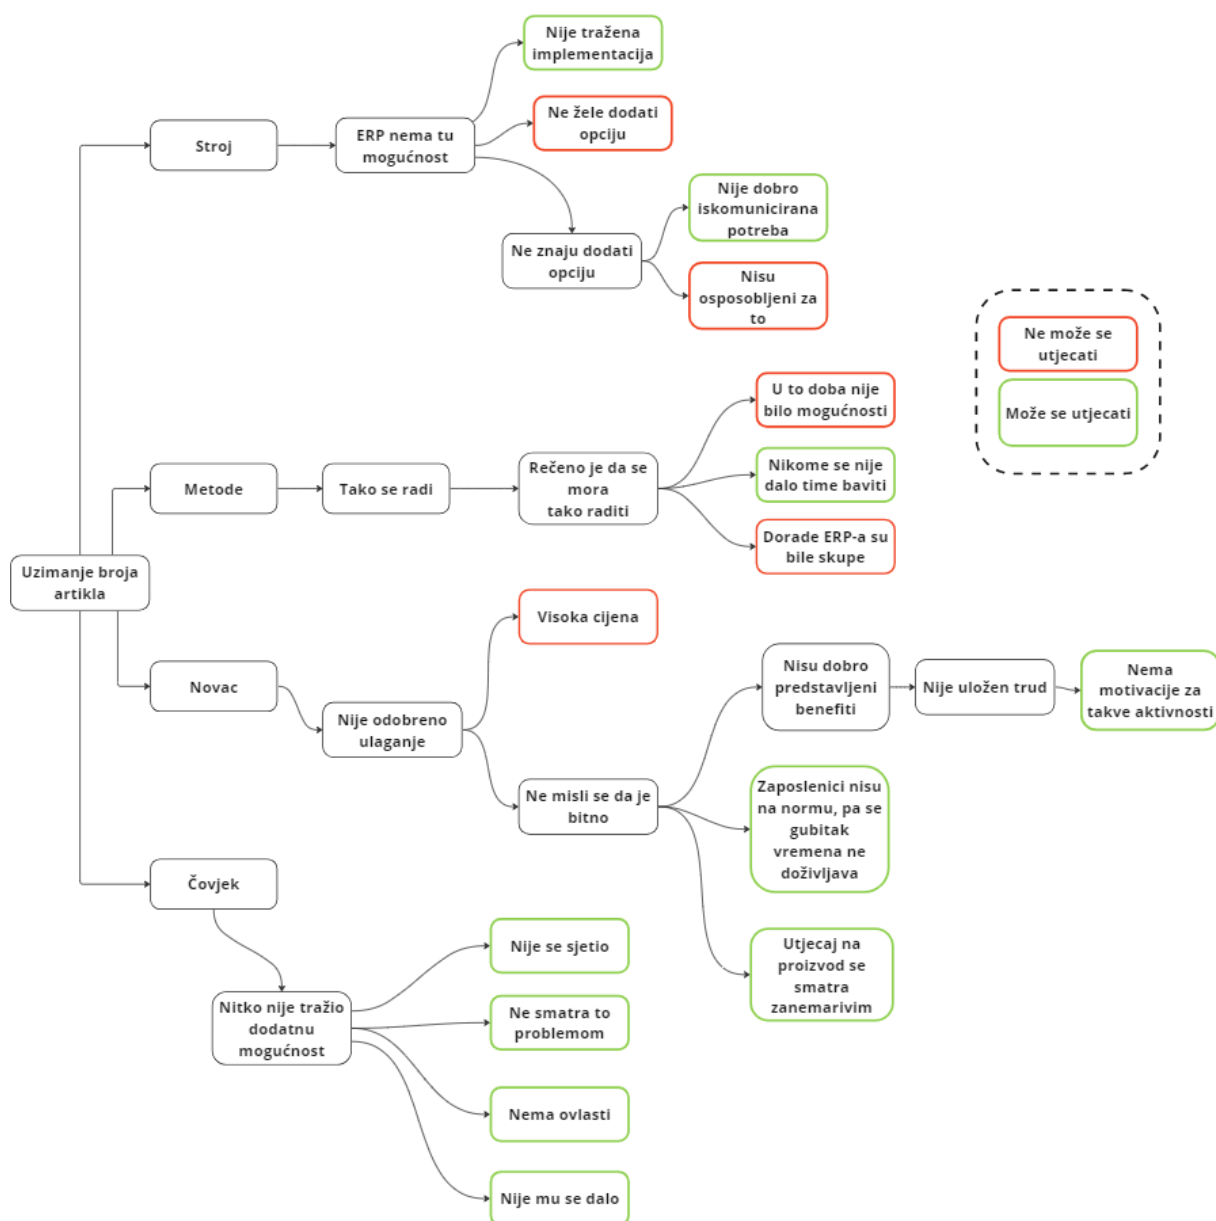 Nije tražena
implementacija
Ne žele dodati
opciju
Stroj
ERP nema tu
mogućnost
Nije dobro
iskomunicirana
potreba
Ne znaju dodati
opciju
Nisu
osposobljeni za
to
Ne može se
utjecati
Može se utjecati
U to doba nije
bilo mogućnosti
Metode
Tako se radi
Rečeno je da se
mora
tako raditi
Nikome se nije
dalo time baviti
Dorade ERP-a su
bile skupe
Uzimanje broja
artikla
Visoka cijena
Novac
Nije odobreno
ulaganje
Nisu dobro
predstavljeni
benefiti
Nije uložen trud
Nema
motivacije za
takve aktivnosti
Ne misli se da je
bitno
Zaposlenici nisu
na normu, pa se
gubitak
vremena ne
doživljava
Čovjek
Utjecaj na
proizvod se
smatra
zanemarivim
Nije se sjetio
Nitko nije tražio
dodatnu
mogućnost
Ne smatra to
problemom
Nema ovlasti
Nije mu se dalo